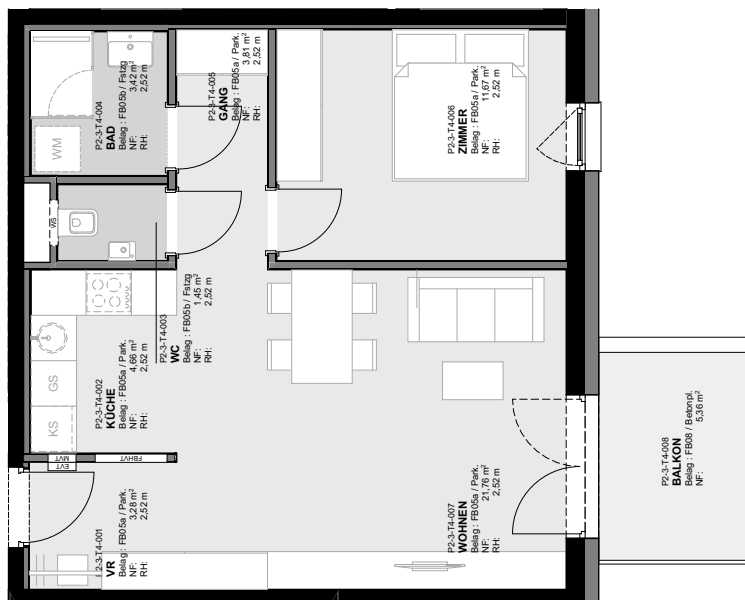 P2-3-T4-004
BAD
Belag : FB05b / Fstzg
NF: 3,42 m²
RH: 2,52 m
WM
P2-3-T4-005
GANG
Belag : FB05a / Park.
NF: 3,81 m²
RH: 2,52 m
P2-3-T4-006
ZIMMER
Belag : FB05a / Park.
NF: 11,67 m²
RH: 2,52 m
WS
P2-3-T4-003
WC
Belag : FB05b / Fstzg
NF: 1,45 m²
RH: 2,52 m
P2-3-T4-002
KÜCHE
Belag : FB05a / Park.
NF: 4,66 m²
RH: 2,52 m
GS
KS
EVT
MVT
FBHVT
P2-3-T4-001
VR
Belag : FB05a / Park.
NF: 3,28 m²
RH: 2,52 m
P2-3-T4-007
WOHNEN
Belag : FB05a / Park.
NF: 21,76 m²
RH: 2,52 m
P2-3-T4-008
BALKON
Belag : FB08 / Betonpl.
NF: 5,36 m²